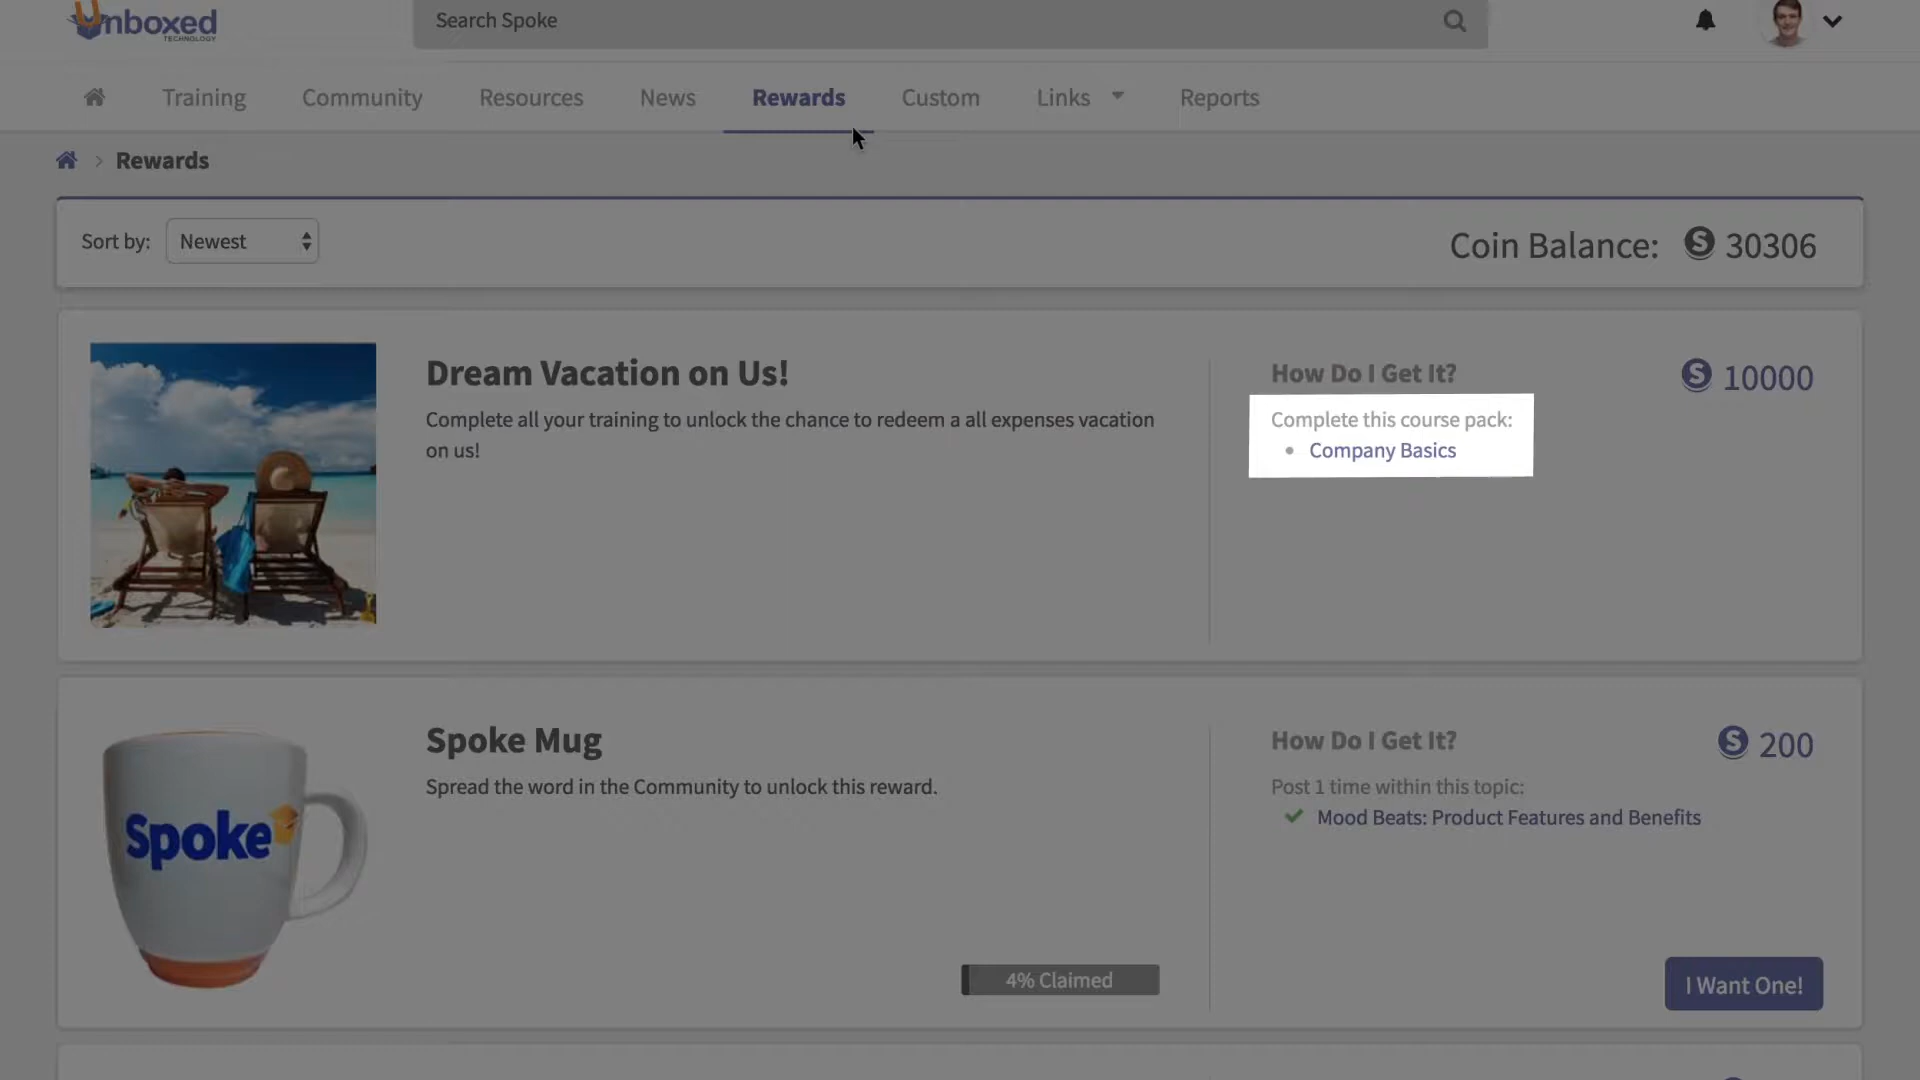 Unboxed
TECHNOLOGY
Search Spoke
Training Community Resources News Rewards Custom Links Reports
Rewards
Sort by: Newest
Coin Balance: S 30306
Dream Vacation on Us!
Complete all your training to unlock the chance to redeem a all expenses vacation
on us!
How Do I Get It?
S 10000
Complete this course pack:
• Company Basics
Spoke
Spoke Mug
Spread the word in the Community to unlock this reward.
4% Claimed
How Do I Get It?
S 200
Post 1 time within this topic:
Mood Beats: Product Features and Benefits
I Want One!